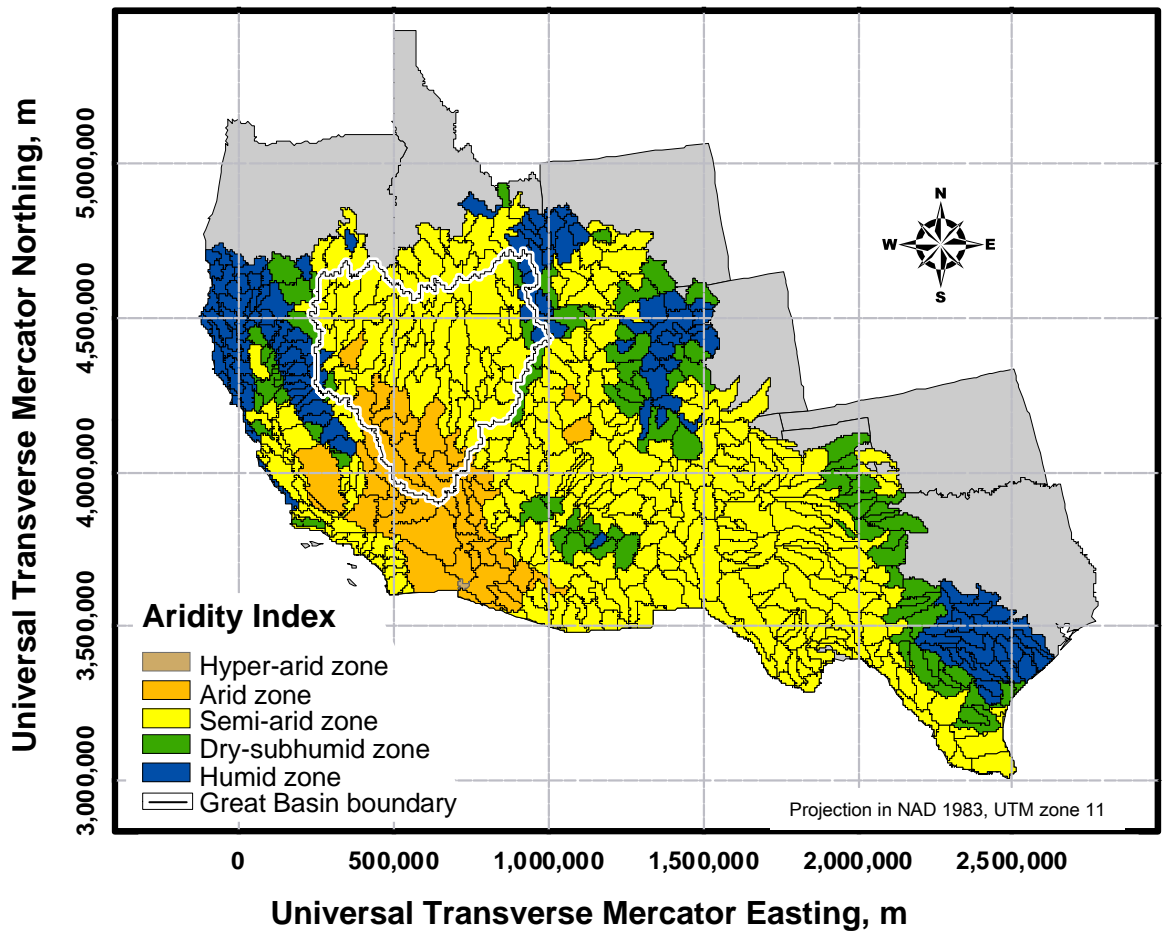 Universal Transverse Mercator Northing, m
5,000,000
4,500,000
4,000,000
3,500,000
3,000,000
N
W
E
S
Aridity Index
Hyper-arid zone
Arid zone
Semi-arid zone
Dry-subhumid zone
Humid zone
Great Basin boundary
Projection in NAD 1983, UTM zone 11
0
500,000
1,000,000
1,500,000
2,000,000
2,500,000
Universal Transverse Mercator Easting, m